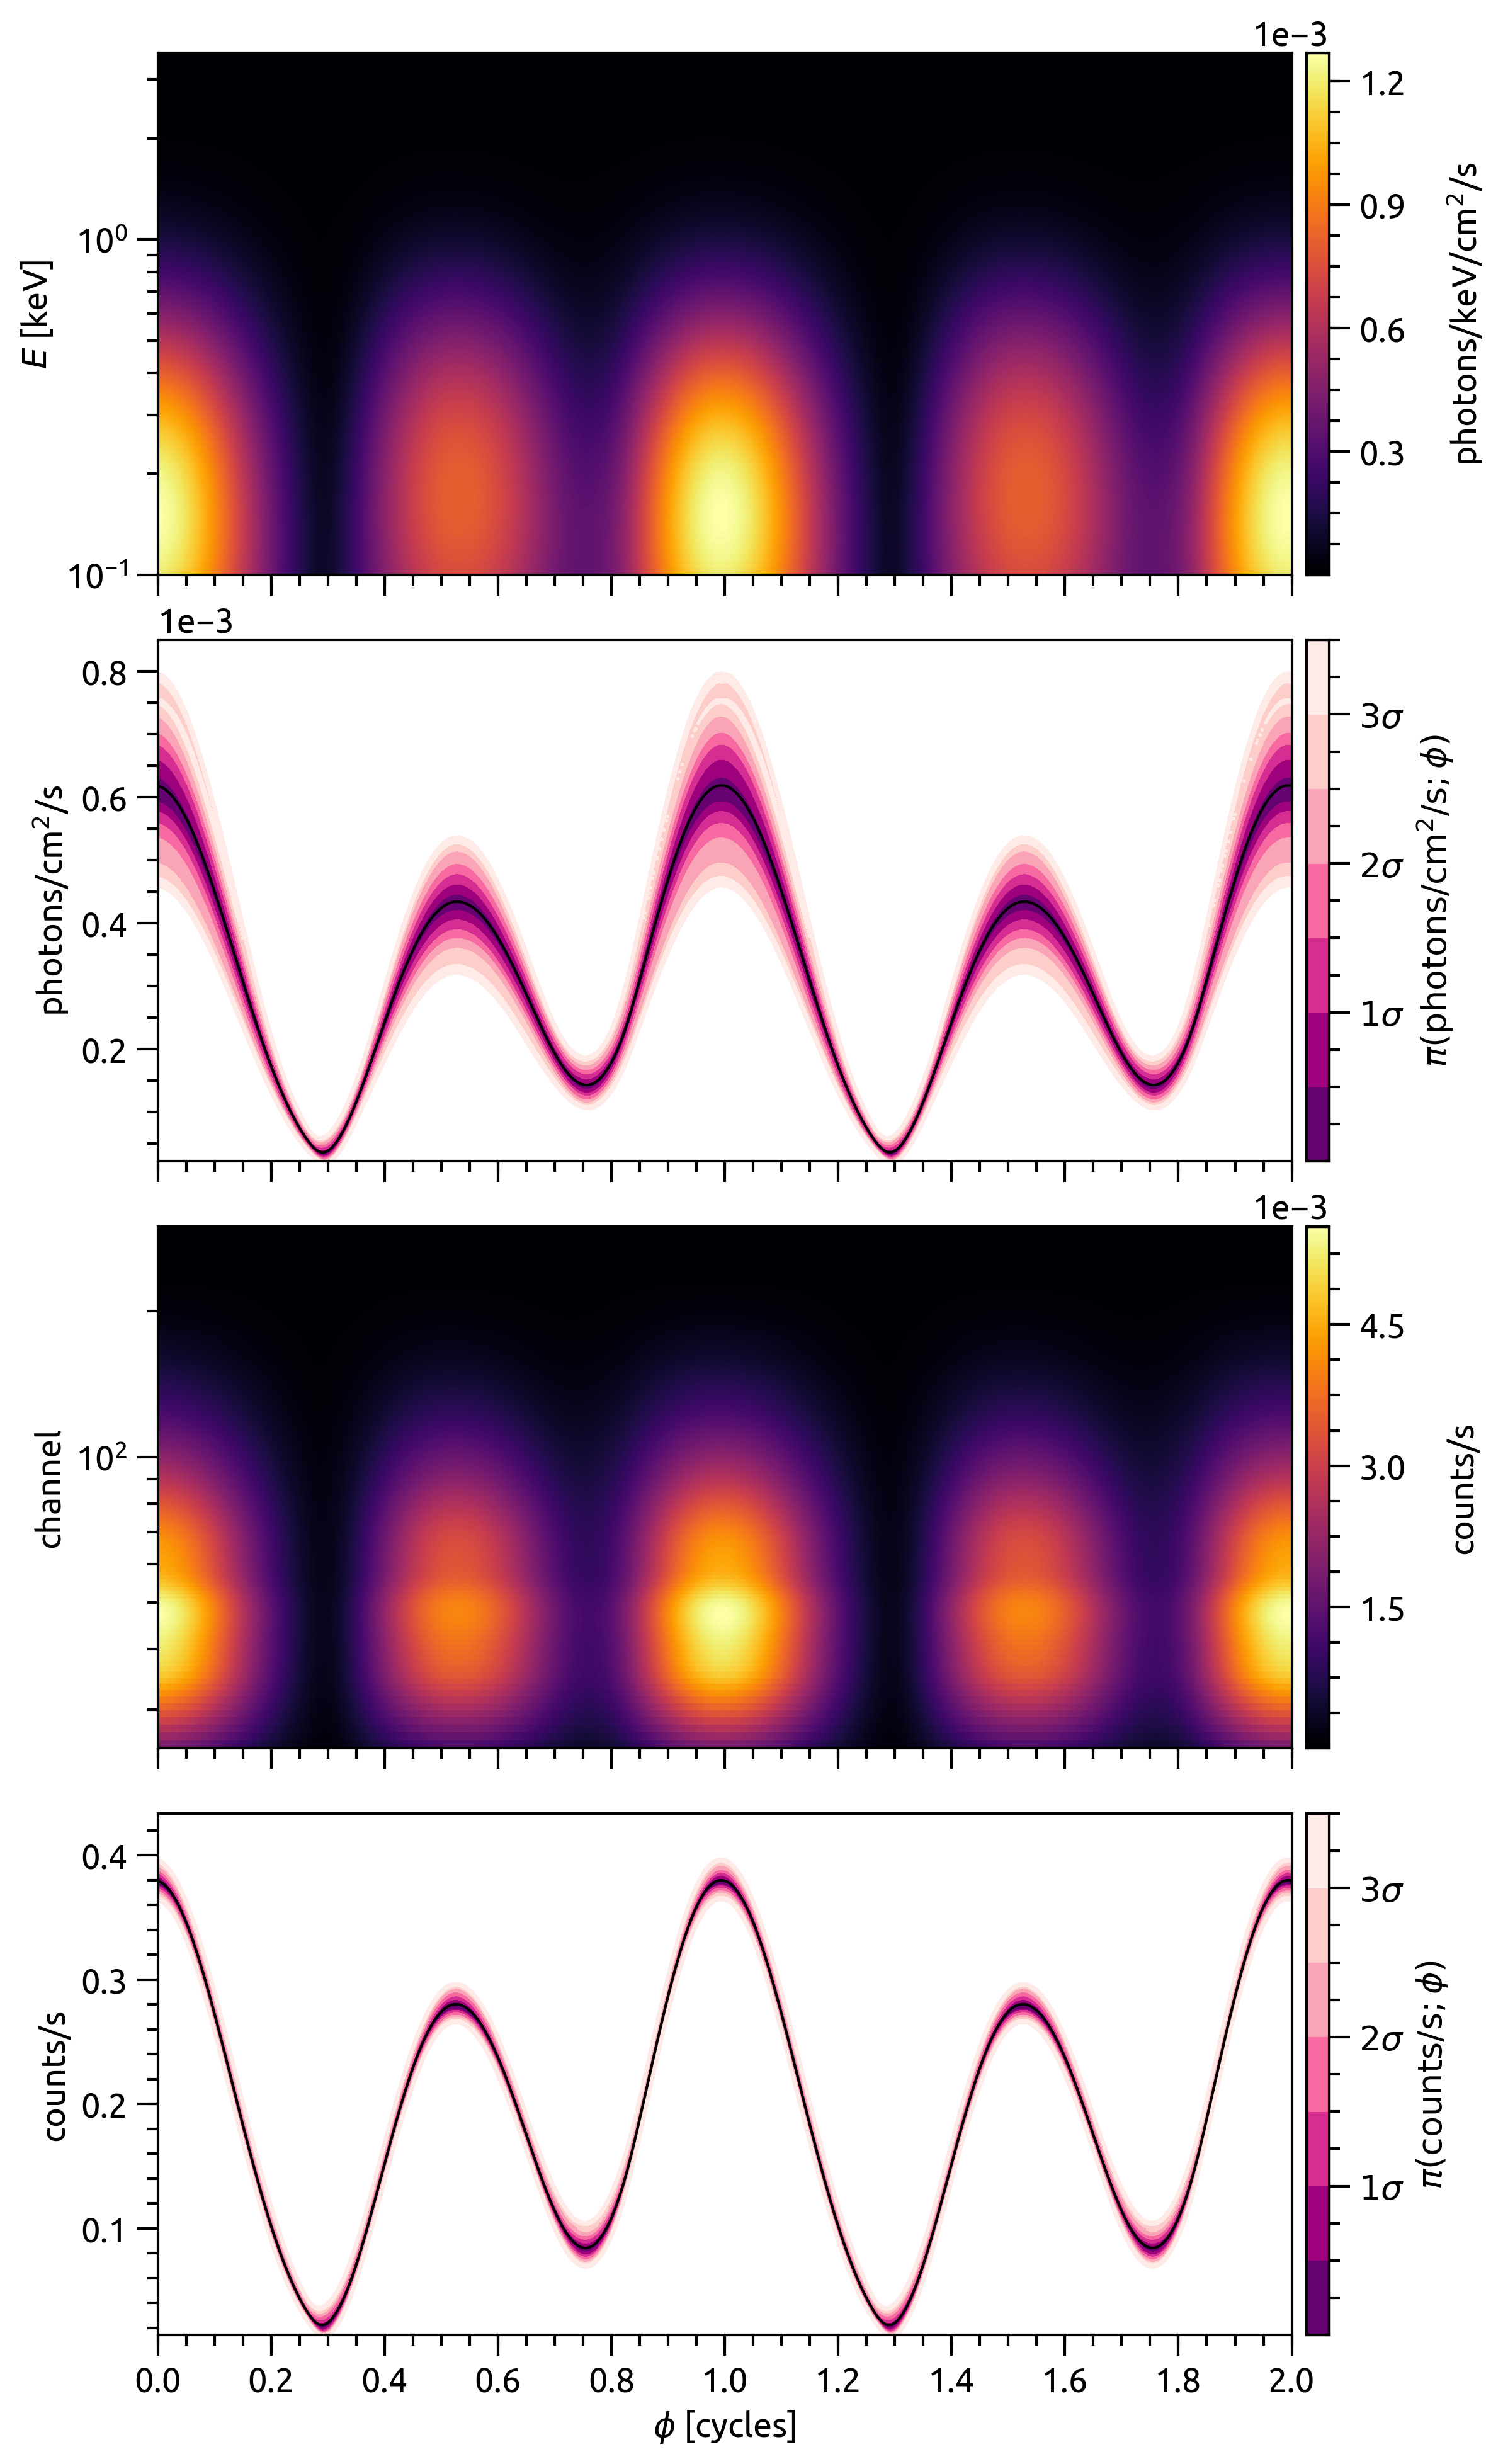 1e−3
E [keV]
10⁰
10⁻¹
1.2
0.9
0.6
0.3
photons/keV/cm²/s
1e−3
photons/cm²/s
0.8
0.6
0.4
0.2
3σ
2σ
1σ
π(photons/cm²/s; ϕ)
1e−3
channel
10²
4.5
3.0
1.5
counts/s
counts/s
0.4
0.3
0.2
0.1
3σ
2σ
1σ
π(counts/s; ϕ)
0.0 0.2 0.4 0.6 0.8 1.0 1.2 1.4 1.6 1.8 2.0
ϕ [cycles]